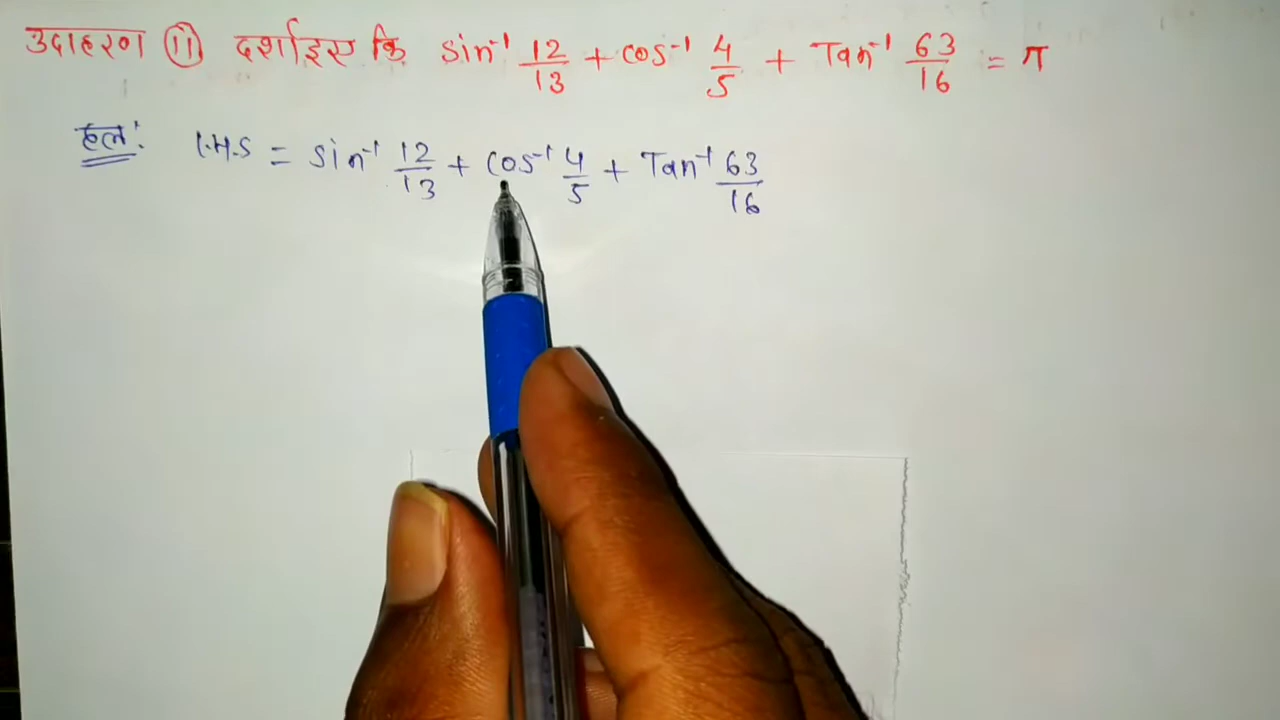 उदाहरण 11 दर्शाइए कि sin⁻¹ 12/13 + cos⁻¹ 4/5 + Tan⁻¹ 63/16 = π
हल: L.H.S = sin⁻¹ 12/13 + cos⁻¹ 4/5 + Tan⁻¹ 63/16